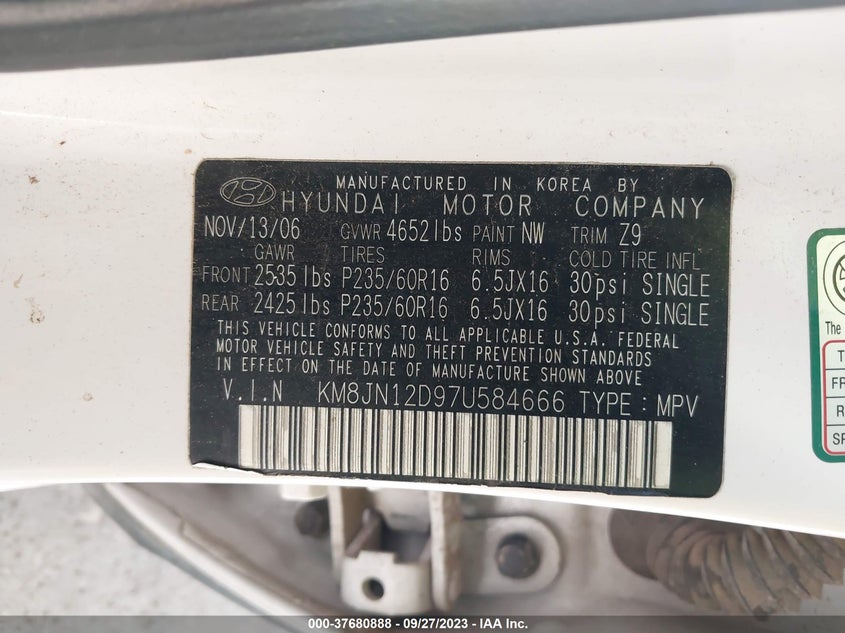 MANUFACTURED IN KOREA BY
HYUNDAI MOTOR COMPANY
NOV/13/06 GVWR 4652lbs PAINT NW TRIM Z9
GAWR TIRES RIMS COLD TIRE INFL
FRONT 2535lbs P235/60R16 6.5JX16 30psi SINGLE
REAR 2425lbs P235/60R16 6.5JX16 30psi SINGLE
THIS VEHICLE CONFORMS TO ALL APPLICABLE U.S.A. FEDERAL
MOTOR VEHICLE SAFETY AND THEFT PREVENTION STANDARDS
IN EFFECT ON THE DATE OF MANUFACTURE SHOWN ABOVE
V.I.N KM8JN12D97U584666 TYPE : MPV
The
T
FR
R
SP
000-37680888 - 09/27/2023 - IAA Inc.